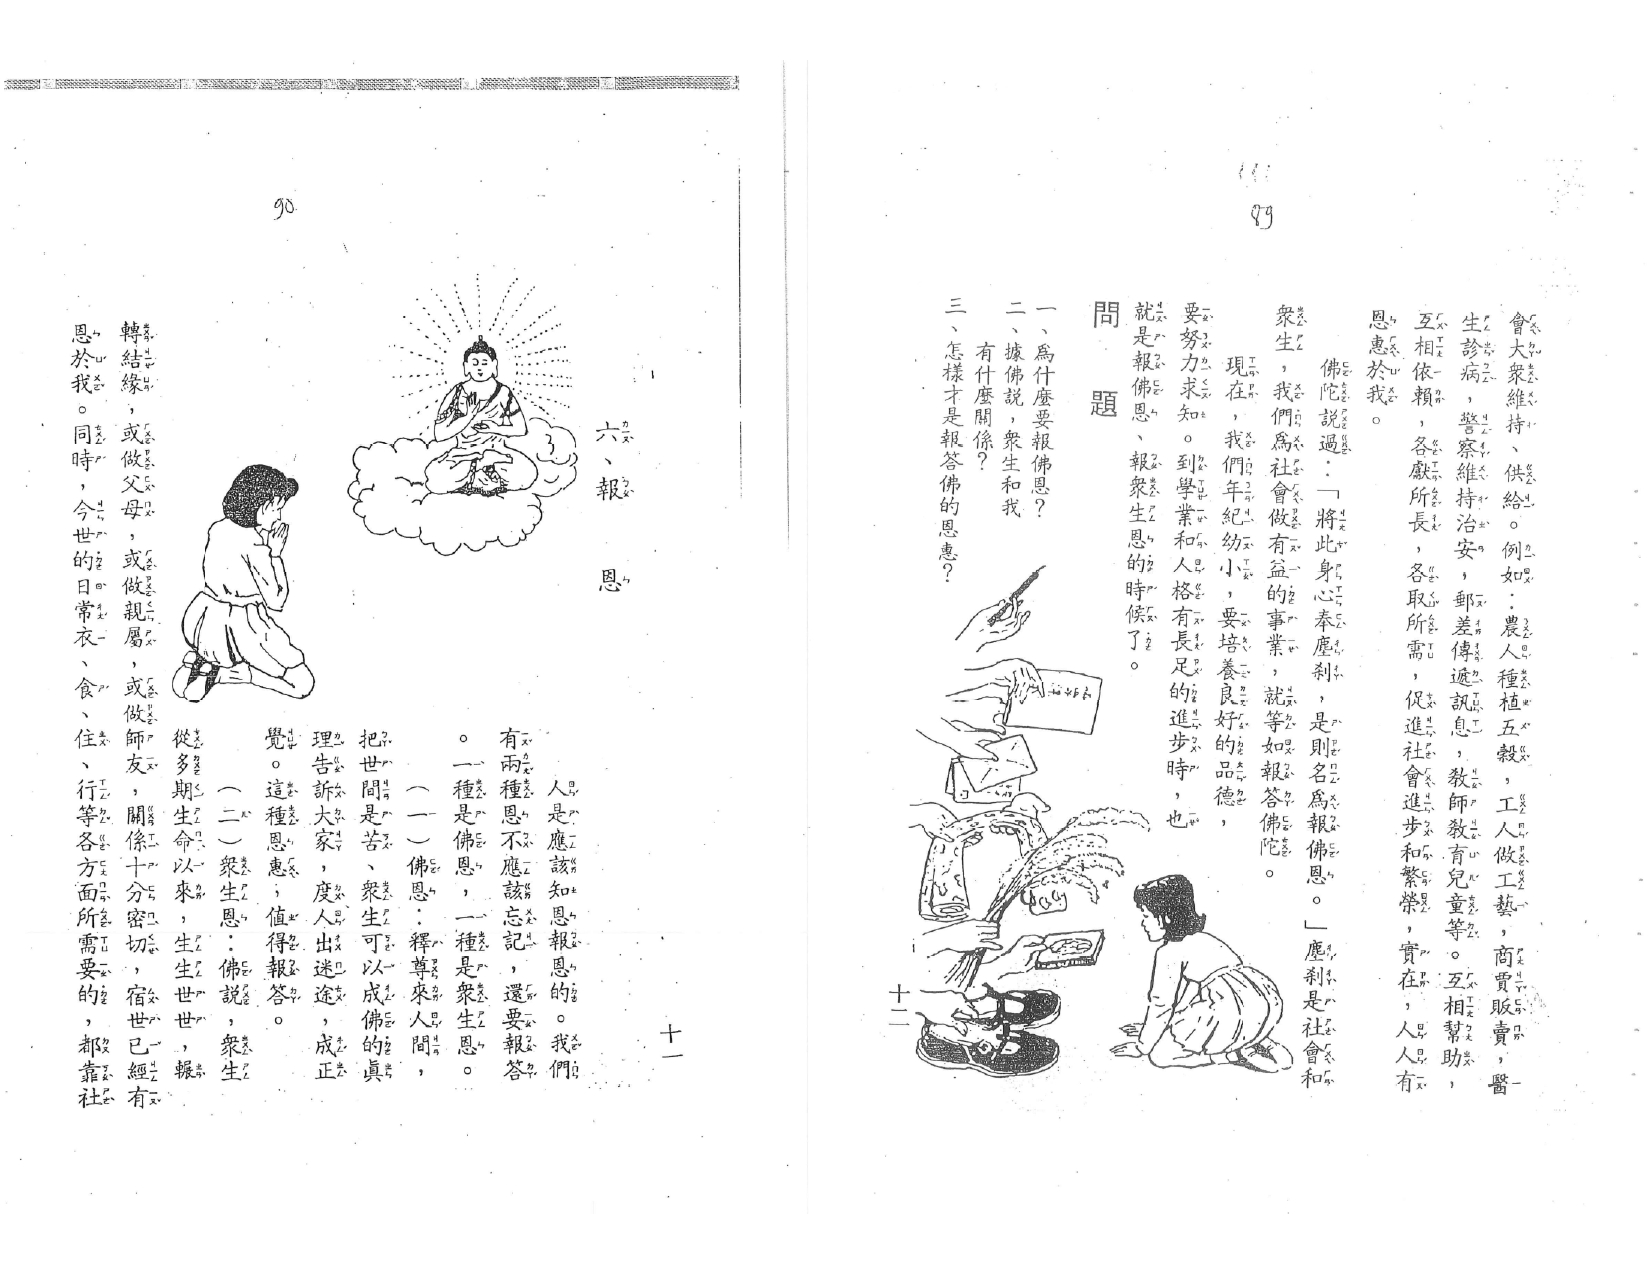 90
六、報恩
人是應該知恩報恩的。我們
有兩種恩不應該忘記，還要報答
。一種是佛恩，一種是衆生恩。
(一)佛恩：釋尊來人間，
把世間是苦、衆生可以成佛的眞
理告訴大家，度人出迷途，成正
覺。這種恩惠，值得報答。
(二)衆生恩：佛說，衆生
從多期生命以來，生生世世，輾
轉結緣，或做父母，或做親屬，或做師友，關係十分密切，宿世已經有
恩於我。同時，今世的日常衣、食、住、行等各方面所需要的，都靠社
十一
89
會大衆維持、供給。例如：農人種植五穀，工人做工藝，商賈販賣，醫
生診病，警察維持治安，郵差傳遞訊息，教師教育兒童等。互相幫助，
互相依賴，各獻所長，各取所需，促進社會進步和繁榮，實在，人人有
恩惠於我。
佛陀說過：「將此身心奉塵刹，是則名爲報佛恩。」塵刹是社會和
衆生，我們爲社會做有益的事業，就等如報答佛陀。
現在，我們年紀幼小，要培養良好的品德，
要努力求知。到學業和人格有長足的進步時，也
就是報佛恩、報衆生恩的時候了。
問題
一、爲什麼要報佛恩？
二、據佛說，衆生和我
有什麼關係？
三、怎樣才是報答佛的恩惠？
十二